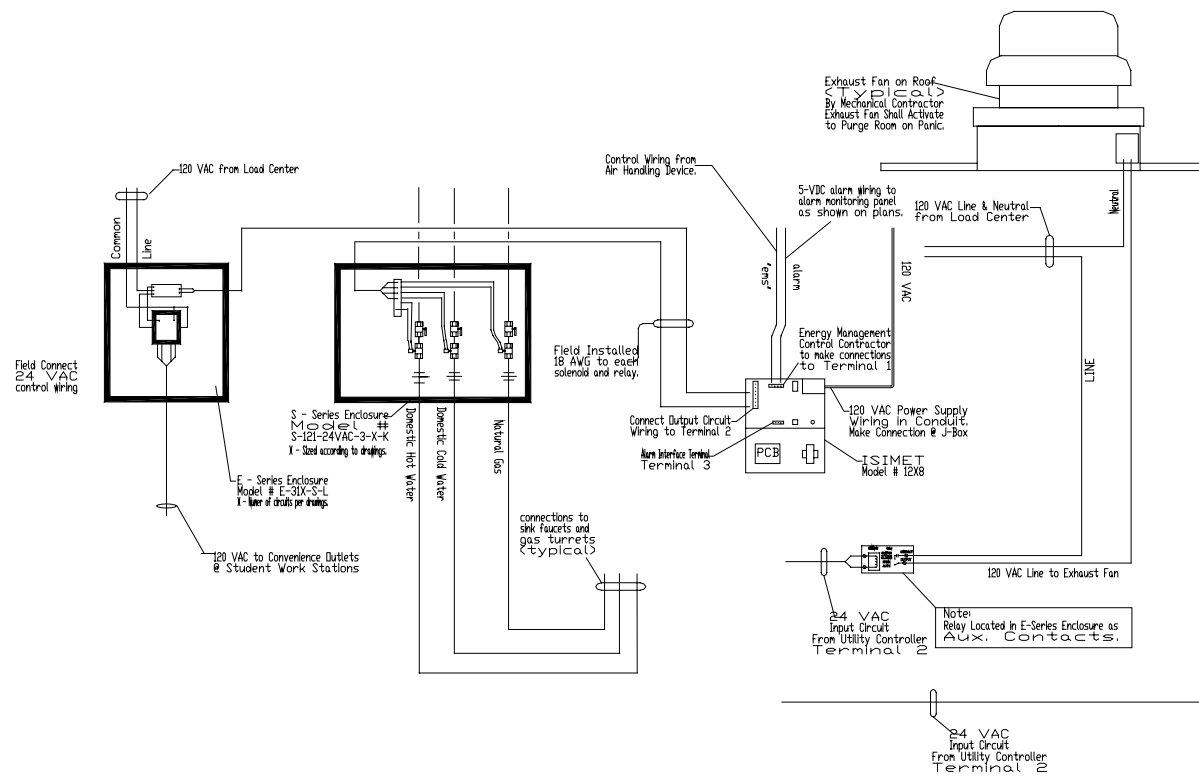 Exhaust Fan on Roof
<Typical>
By Mechanical Contractor
Exhaust Fan Shall Activate
to Purge Room on Panic.
120 VAC from Load Center
Control Wiring from
Air Handling Device.
5-VDC alarm wiring to
alarm monitoring panel
as shown on plans.
120 VAC Line & Neutral
from Load Center
Neutral
Common
Line
"ems"
alarm
120 VAC
Energy Management
Control Contractor
to make connections
to Terminal 1
Field Installed
18 AWG to each
solenoid and relay.
Field Connect
24 VAC
control wiring
LINE
S - Series Enclosure
Model #
S-121-24VAC-3-X-K
X - Sized according to drawings.
Domestic Hot Water
Domestic Cold Water
Natural Gas
Connect Output Circuit
Wiring to Terminal 2
120 VAC Power Supply
Wiring in Conduit.
Make Connection @ J-Box
Alarm Interface Terminal
Terminal 3
PCB
ISIMET
Model # 12X8
E - Series Enclosure
Model # E-31X-S-L
X - Numer of circuits per drawings.
connections to
sink faucets and
gas turrets
(typical)
120 VAC to Convenience Outlets
@ Student Work Stations
120 VAC Line to Exhaust Fan
24 VAC
Input Circuit
From Utility Controller
Terminal 2
Note:
Relay Located in E-Series Enclosure as
Aux. Contacts.
24 VAC
Input Circuit
From Utility Controller
Terminal 2